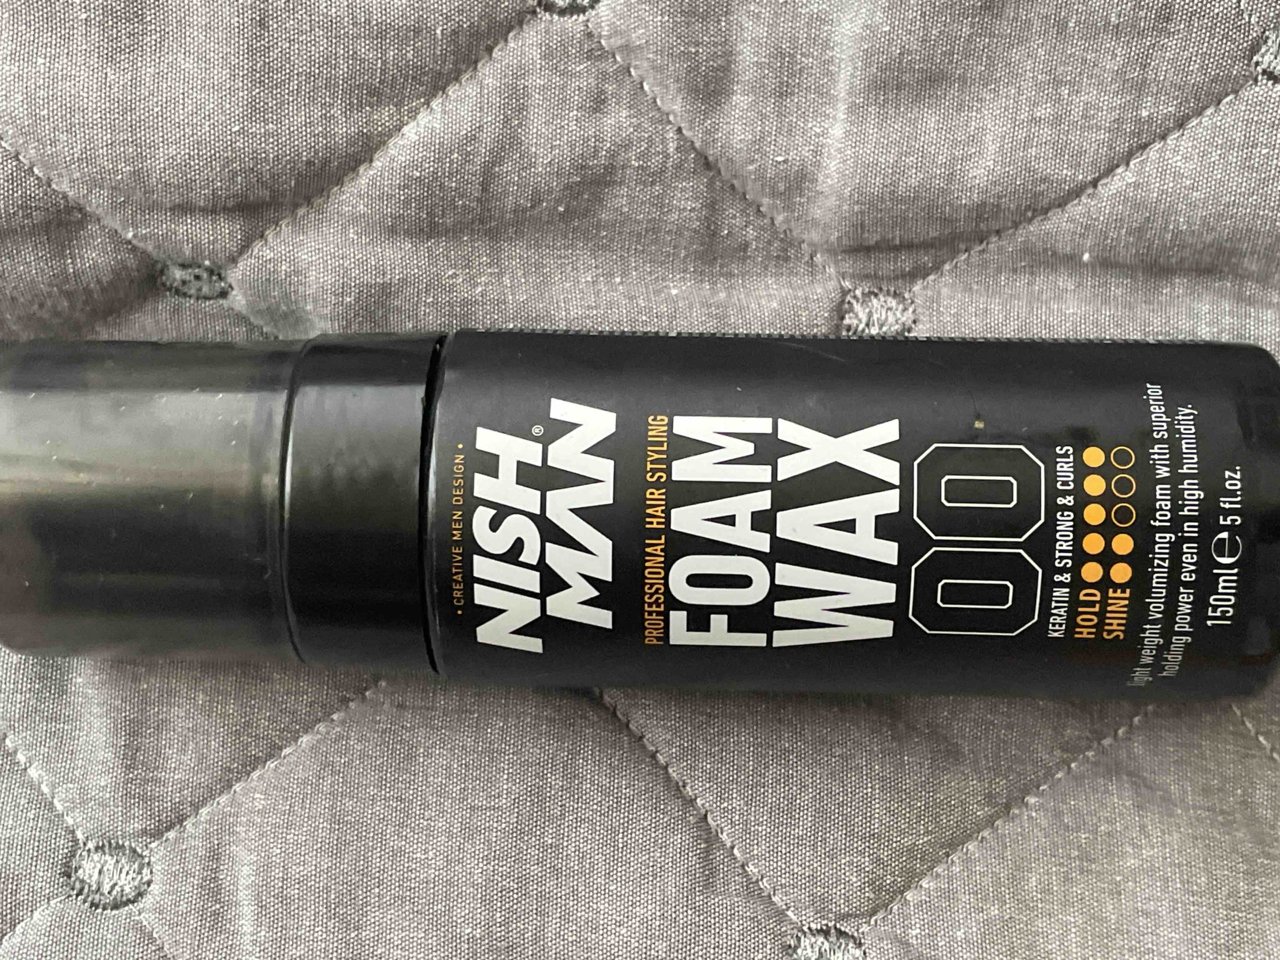 • CREATIVE MEN DESIGN •
NISH
MAN®
PROFESSIONAL HAIR STYLING
FOAM
WAX
00
KERATIN & STRONG & CURLS
HOLD
SHINE
light weight volumizing foam with superior
holding power even in high humidity.
150ml ℮ 5 fl.oz.